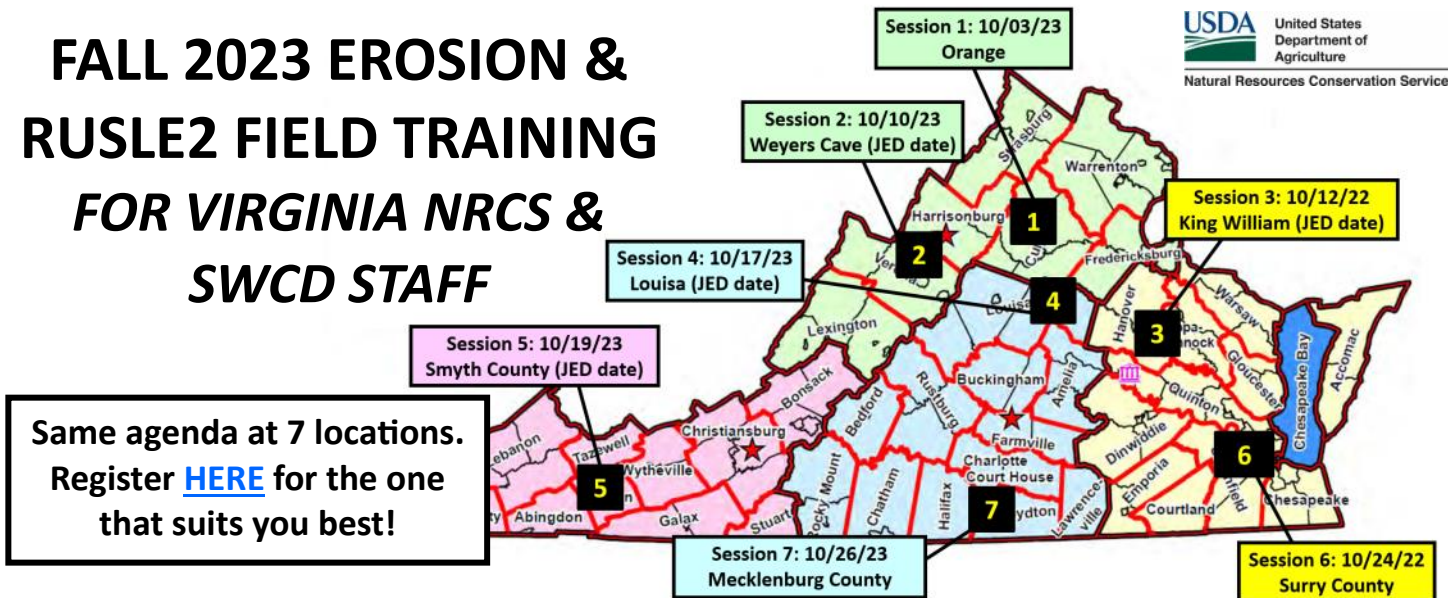 FALL 2023 EROSION &
RUSLE2 FIELD TRAINING
FOR VIRGINIA NRCS &
SWCD STAFF
Same agenda at 7 locations.
Register HERE for the one
that suits you best!
USDA
United States
Department of
Agriculture
Natural Resources Conservation Service
Session 1: 10/03/23
Orange
Session 2: 10/10/23
Weyers Cave (JED date)
Session 3: 10/12/22
King William (JED date)
Session 4: 10/17/23
Louisa (JED date)
Session 5: 10/19/23
Smyth County (JED date)
Session 6: 10/24/22
Surry County
Session 7: 10/26/23
Mecklenburg County
Strasburg
Warrenton
Harrisonburg
1
2
Fredericksburg
Lexington
4
Hanover
3
Warsaw
Gloucester
Chesapeake Bay
Accomac
Bonsack
Buckingham
Amelia
Quinton
Bedford
Rustburg
Farmville
Christiansburg
Tazewell
Wytheville
5
Abingdon
Galax
Stuart
Rocky Mount
Chatham
Halifax
Charlotte
Court House
7
Lawrence-
ville
Dinwiddie
Emporia
Courtland
6
Chesapeake